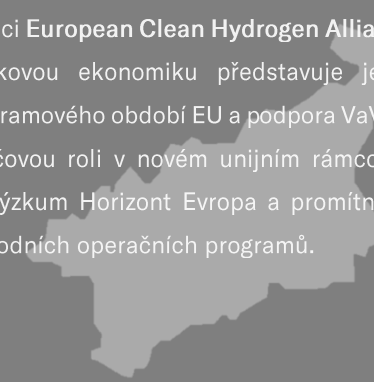 ci European Clean Hydrogen Allia
kovou ekonomiku představuje je
ramového období EU a podpora VaV
čovou roli v novém unijním rámco
ýzkum Horizont Evropa a promítn
odních operačních programů.